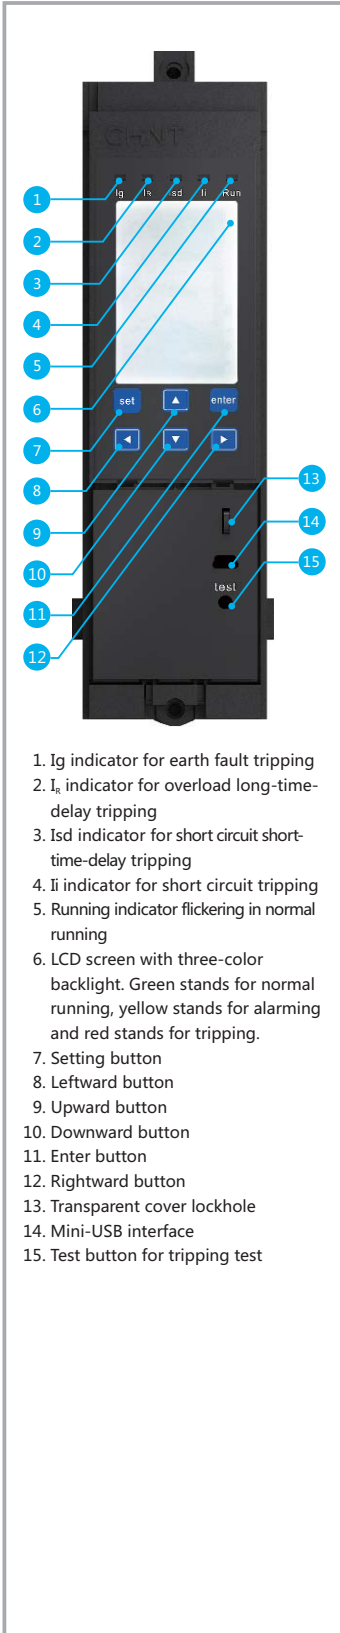 CHNT
Ig IR Isd Ii Run
1
2
3
4
5
6
set enter
7
8
9
10
11
12
13
14
test
15
1. Ig indicator for earth fault tripping
2. IR indicator for overload long-time-
delay tripping
3. Isd indicator for short circuit short-
time-delay tripping
4. Ii indicator for short circuit tripping
5. Running indicator flickering in normal
running
6. LCD screen with three-color
backlight. Green stands for normal
running, yellow stands for alarming
and red stands for tripping.
7. Setting button
8. Leftward button
9. Upward button
10. Downward button
11. Enter button
12. Rightward button
13. Transparent cover lockhole
14. Mini-USB interface
15. Test button for tripping test